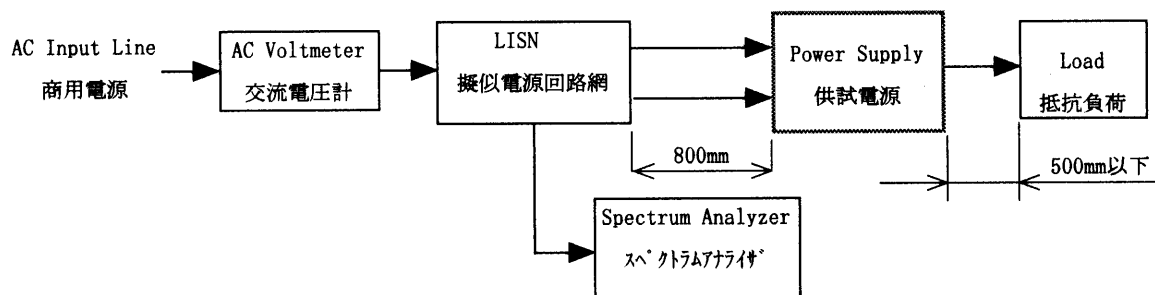 AC Input Line
商用電源
AC Voltmeter
交流電圧計
LISN
擬似電源回路網
Power Supply
供試電源
Load
抵抗負荷
800mm
500mm以下
Spectrum Analyzer
ｽﾍﾟｸﾄﾗﾑｱﾅﾗｲｻﾞ